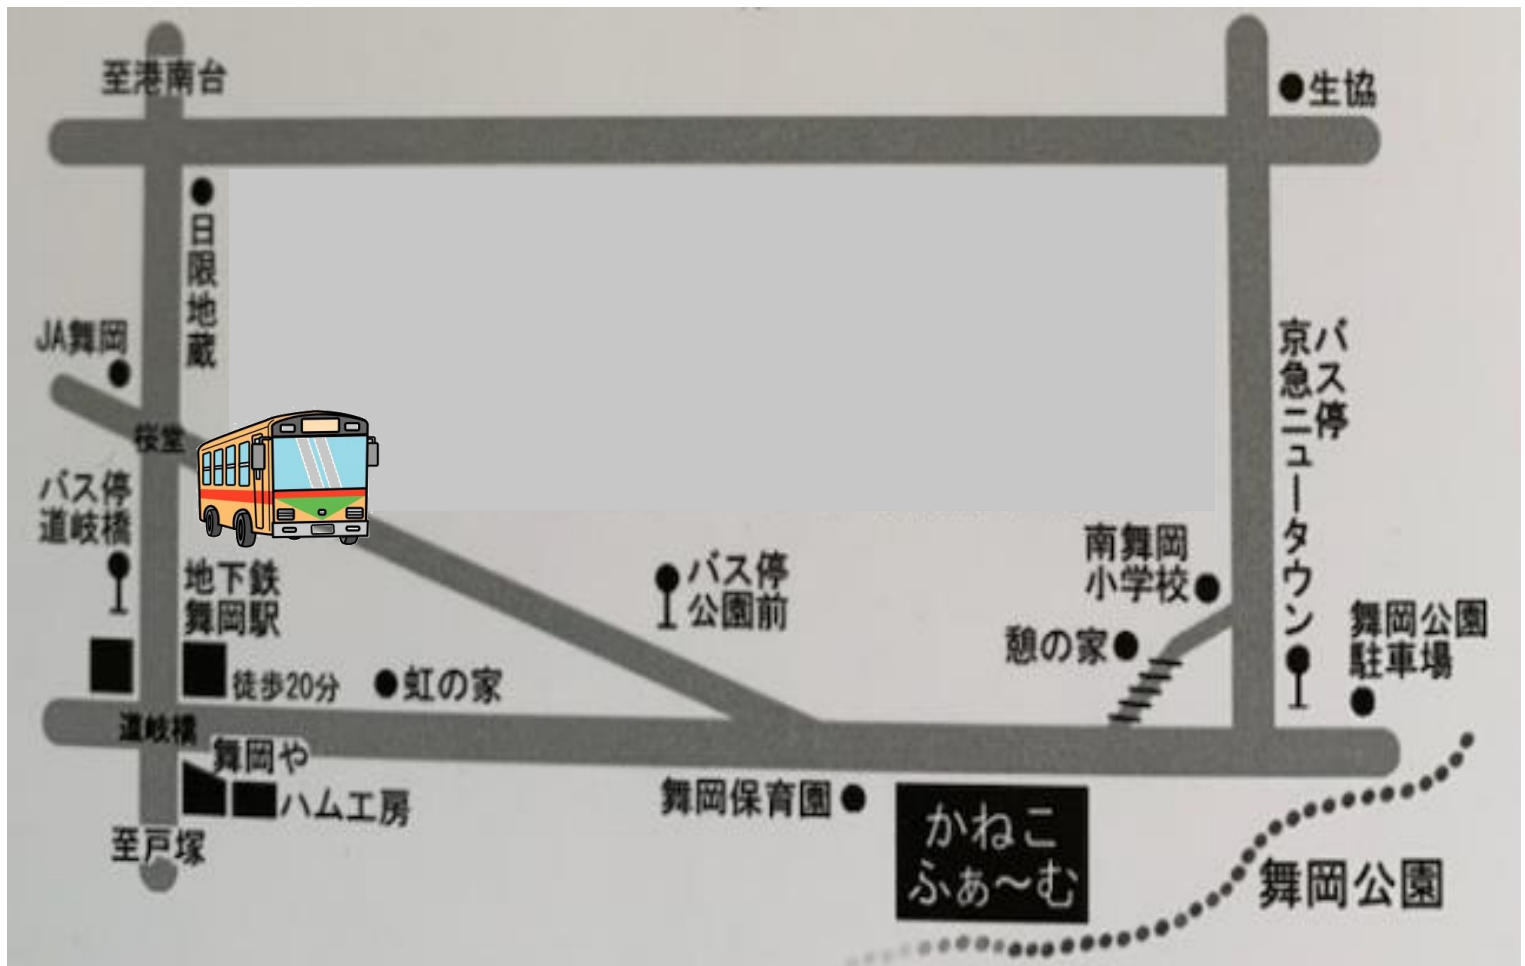 至港南台
生協
日限地蔵
JA舞岡
バス停
京急ニュータウン
桜堂
バス停
道岐橋
地下鉄
舞岡駅
徒歩20分
虹の家
バス停
公園前
南舞岡
小学校
憩の家
舞岡公園
駐車場
道岐橋
舞岡や
ハム工房
舞岡保育園
かねこ
ふぁ～む
至戸塚
舞岡公園